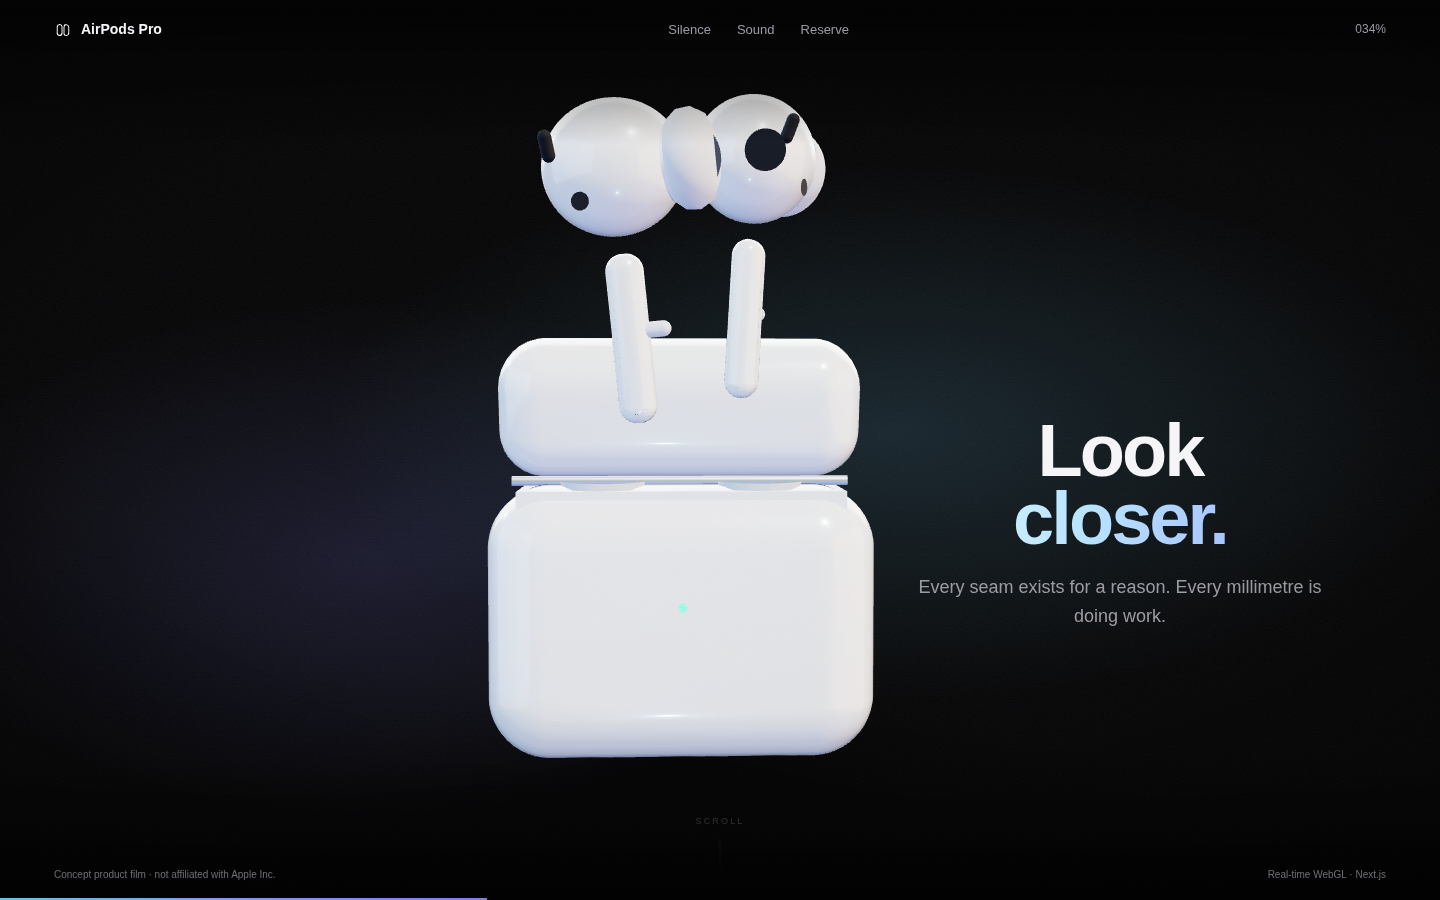 AirPods Pro
Silence Sound Reserve
034%
Look
closer.
Every seam exists for a reason. Every millimetre is
doing work.
SCROLL
Concept product film · not affiliated with Apple Inc.
Real-time WebGL · Next.js